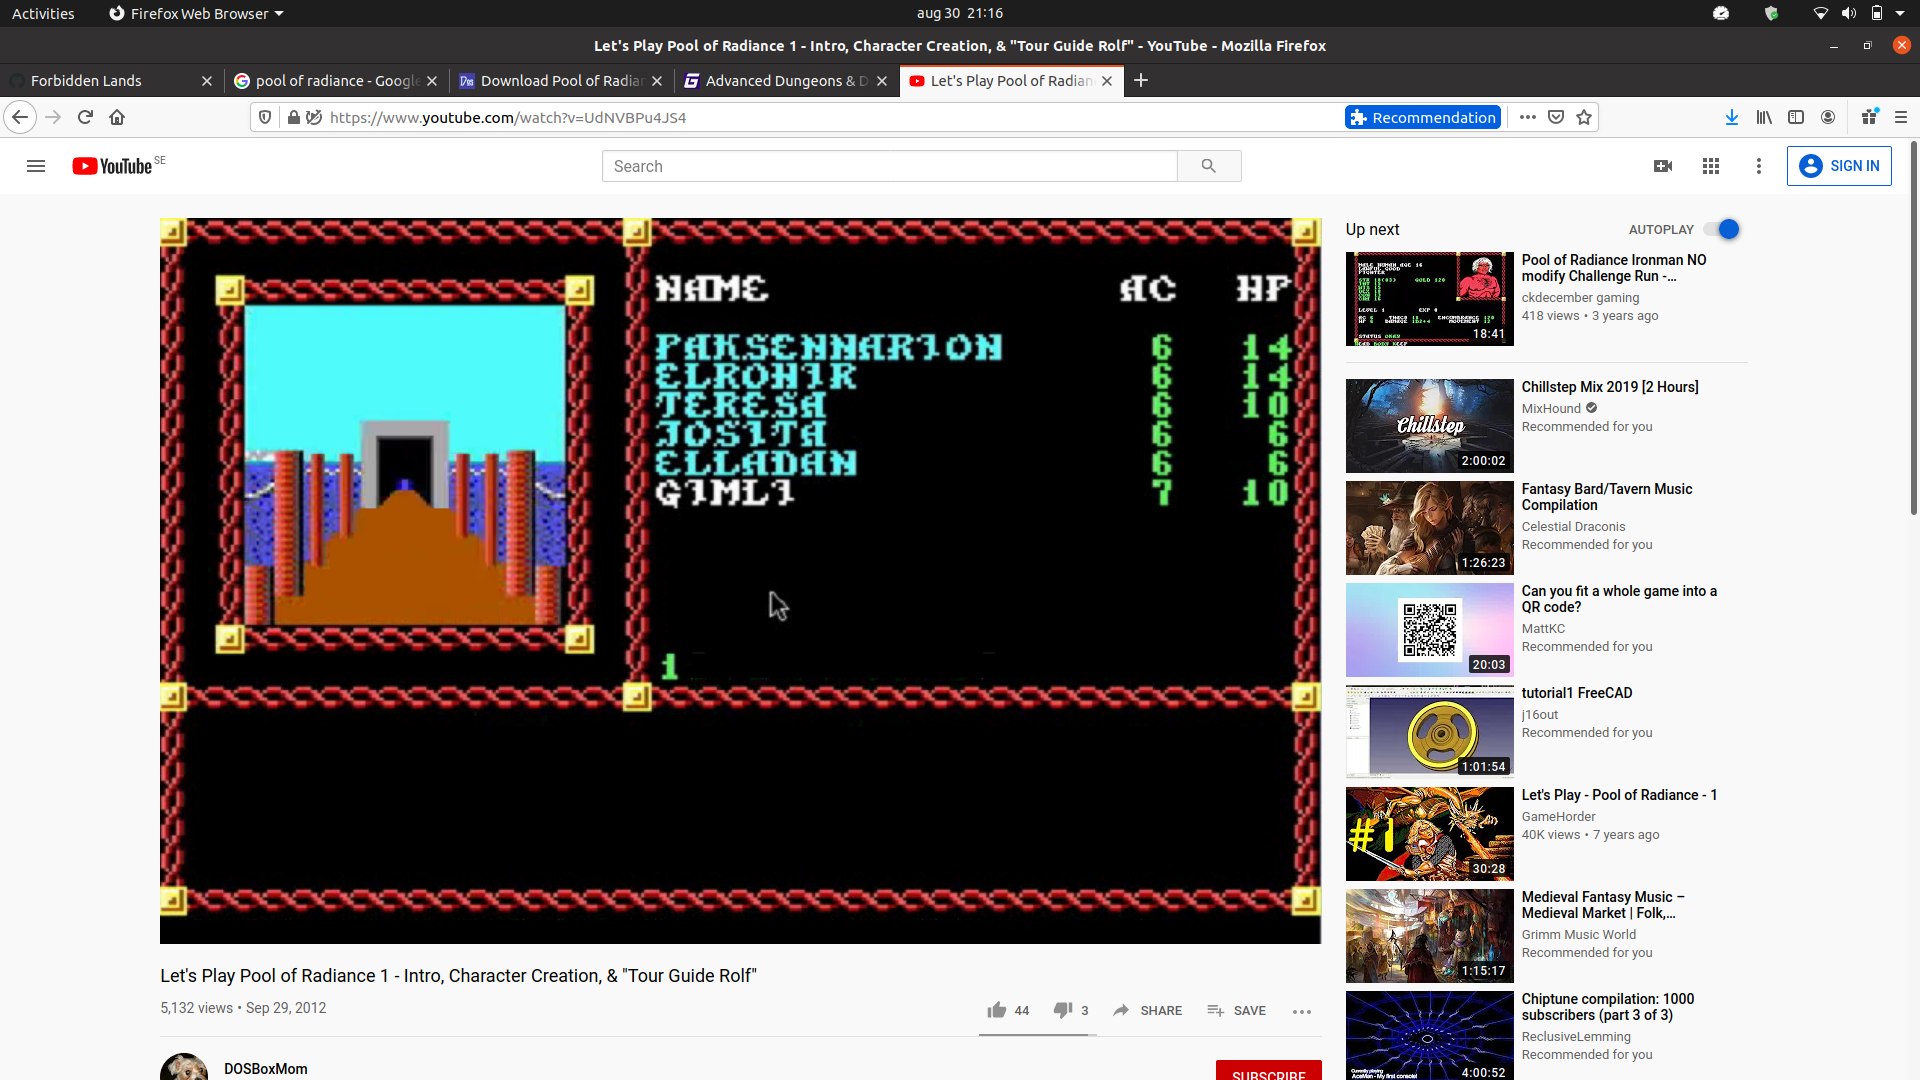 Activities
Firefox Web Browser
aug 30 21:16
Let's Play Pool of Radiance 1 - Intro, Character Creation, & "Tour Guide Rolf" - YouTube - Mozilla Firefox
Forbidden Lands
pool of radiance - Google
Download Pool of Radian
Advanced Dungeons & D
Let's Play Pool of Radian
https://www.youtube.com/watch?v=UdNVBPu4JS4
Recommendation
YouTube SE
Search
SIGN IN
NAME AC HP
PAKSENNARION 6 14
ELROHIR 6 14
TERESA 6 10
JOSITA 6 6
ELLADAN 6 6
GIMLI 7 10
1
Let's Play Pool of Radiance 1 - Intro, Character Creation, & "Tour Guide Rolf"
5,132 views • Sep 29, 2012
44
3
SHARE
SAVE
DOSBoxMom
SUBSCRIBE
Up next
AUTOPLAY
18:41
Pool of Radiance Ironman NO
modify Challenge Run -...
ckdecember gaming
418 views • 3 years ago
Chillstep
2:00:02
Chillstep Mix 2019 [2 Hours]
MixHound
Recommended for you
1:26:23
Fantasy Bard/Tavern Music
Compilation
Celestial Draconis
Recommended for you
20:03
Can you fit a whole game into a
QR code?
MattKC
Recommended for you
1:01:54
tutorial1 FreeCAD
j16out
Recommended for you
#1
30:28
Let's Play - Pool of Radiance - 1
GameHorder
40K views • 7 years ago
1:15:17
Medieval Fantasy Music –
Medieval Market | Folk,...
Grimm Music World
Recommended for you
4:00:52
Chiptune compilation: 1000
subscribers (part 3 of 3)
ReclusiveLemming
Recommended for you